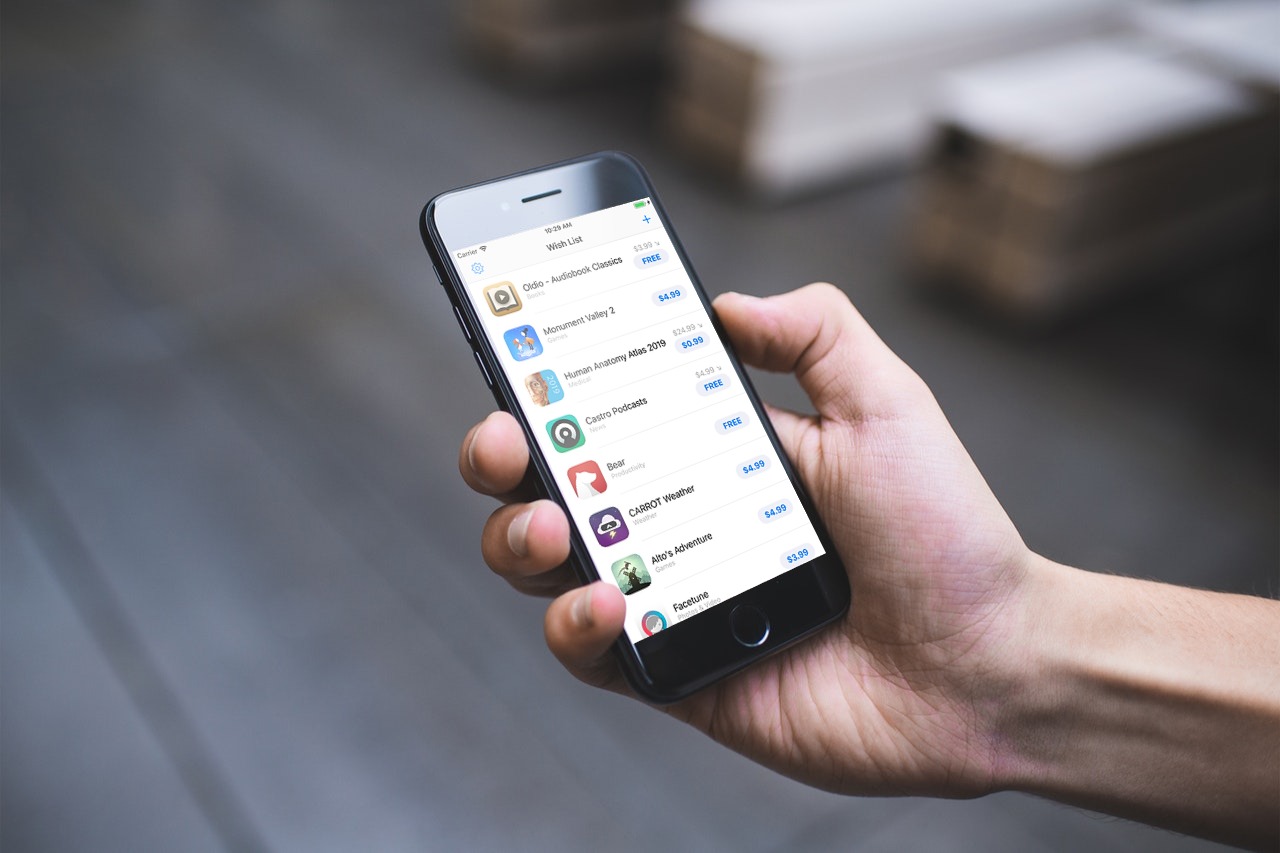 Carrier 10:29 AM
Wish List +
Oldio - Audiobook Classics $3.99 ↘
Books FREE
Monument Valley 2 $4.99
Games
Human Anatomy Atlas 2019 $24.99 ↘
Medical $0.99
2019
Castro Podcasts $4.99 ↘
News FREE
Bear FREE
Productivity
CARROT Weather $4.99
Weather
Alto's Adventure $4.99
Games
Facetune $3.99
Photos & Video